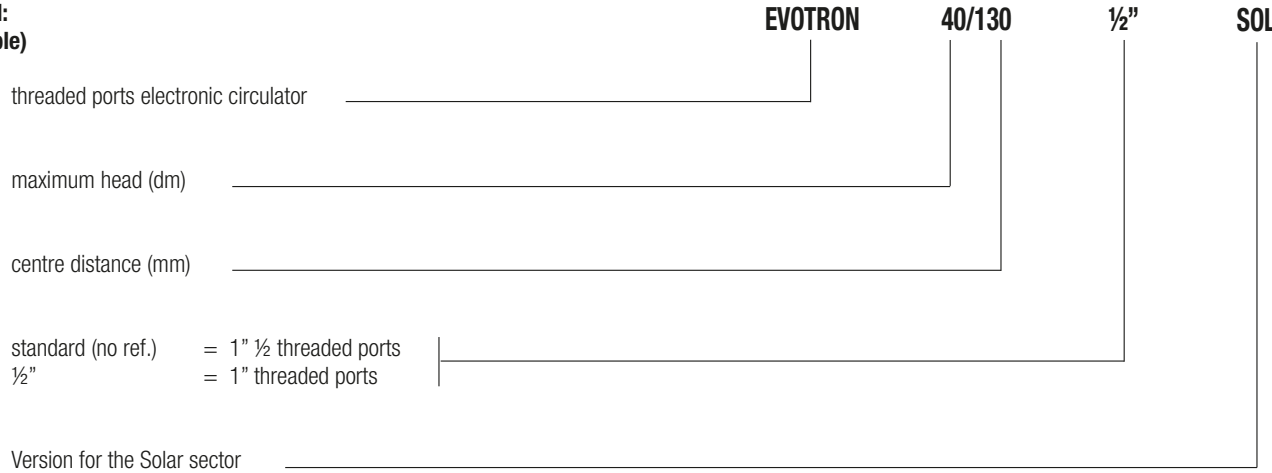 EVOTRON 40/130 ½” SOL
threaded ports electronic circulator
maximum head (dm)
centre distance (mm)
standard (no ref.) = 1” ½ threaded ports
½” = 1” threaded ports
Version for the Solar sector